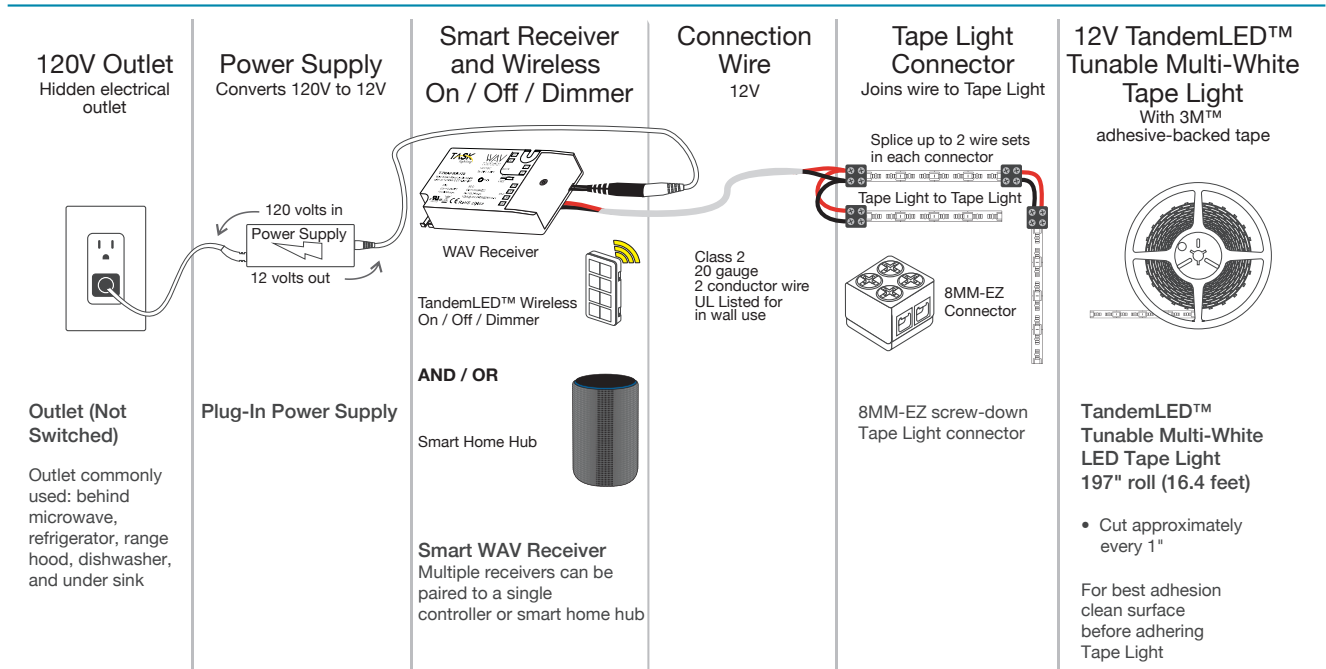 120V Outlet
Hidden electrical
outlet
120 volts in
Power Supply
12 volts out
Outlet (Not
Switched)
Outlet commonly
used: behind
microwave,
refrigerator, range
hood, dishwasher,
and under sink
Power Supply
Converts 120V to 12V
Plug-In Power Supply
Smart Receiver
and Wireless
On / Off / Dimmer
TASK
WAV
WAV Receiver
TandemLED™ Wireless
On / Off / Dimmer
AND / OR
Smart Home Hub
Smart WAV Receiver
Multiple receivers can be
paired to a single
controller or smart home hub
Connection
Wire
12V
Class 2
20 gauge
2 conductor wire
UL Listed for
in wall use
Tape Light
Connector
Joins wire to Tape Light
Splice up to 2 wire sets
in each connector
Tape Light to Tape Light
8MM-EZ
Connector
8MM-EZ screw-down
Tape Light connector
12V TandemLED™
Tunable Multi-White
Tape Light
With 3M™
adhesive-backed tape
TandemLED™
Tunable Multi-White
LED Tape Light
197" roll (16.4 feet)
• Cut approximately
every 1"
For best adhesion
clean surface
before adhering
Tape Light